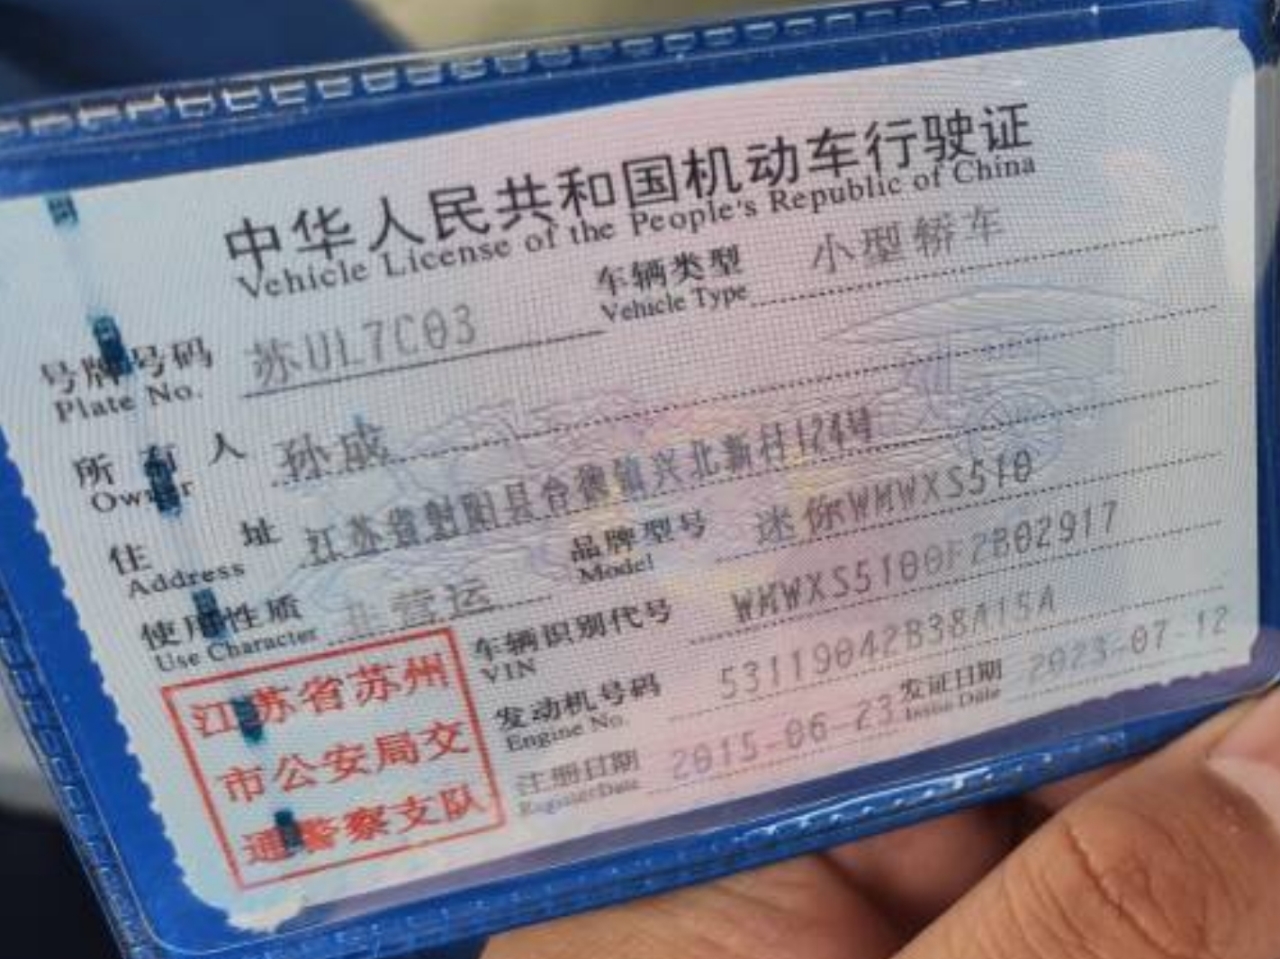 中华人民共和国机动车行驶证
Vehicle License of the People's Republic of China
号牌号码 苏UL7C03 车辆类型 小型轿车
Plate No. Vehicle Type
所有人 孙成
Owner
住址 江苏省射阳县合德镇兴北新村124号
Address
使用性质 非营运 品牌型号 迷你WMWXS510
Use Character Model
车辆识别代号 WMWXS5100F2B02917
VIN
发动机号码 53119042B38A15A
Engine No.
注册日期 2015-06-23 发证日期 2023-07-12
Register Date Issue Date
江苏省苏州
市公安局交
通警察支队